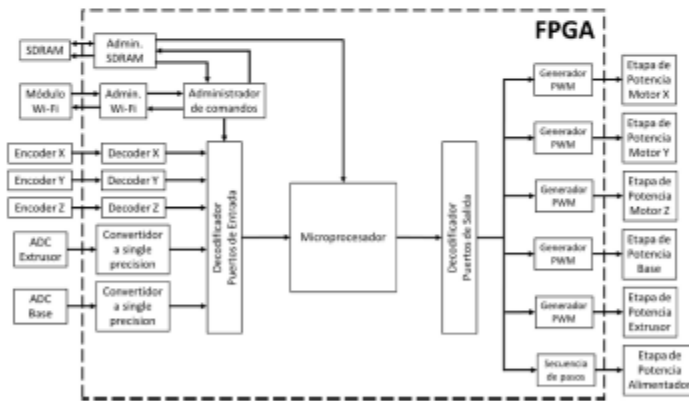 FPGA
SDRAM
Admin.
SDRAM
Módulo
Wi-Fi
Admin.
Wi-Fi
Administrador
de comandos
Encoder X
Decoder X
Encoder Y
Decoder Y
Encoder Z
Decoder Z
ADC
Extrusor
Convertidor
a single
precision
ADC
Base
Convertidor
a single
precision
Decodificador
Puertos de Entrada
Microprocesador
Decodificador
Puertos de Salida
Generador
PWM
Etapa de
Potencia
Motor X
Generador
PWM
Etapa de
Potencia
Motor Y
Generador
PWM
Etapa de
Potencia
Motor Z
Generador
PWM
Etapa de
Potencia
Base
Generador
PWM
Etapa de
Potencia
Extrusor
Secuencia
de pasos
Etapa de
Potencia
Alimentador